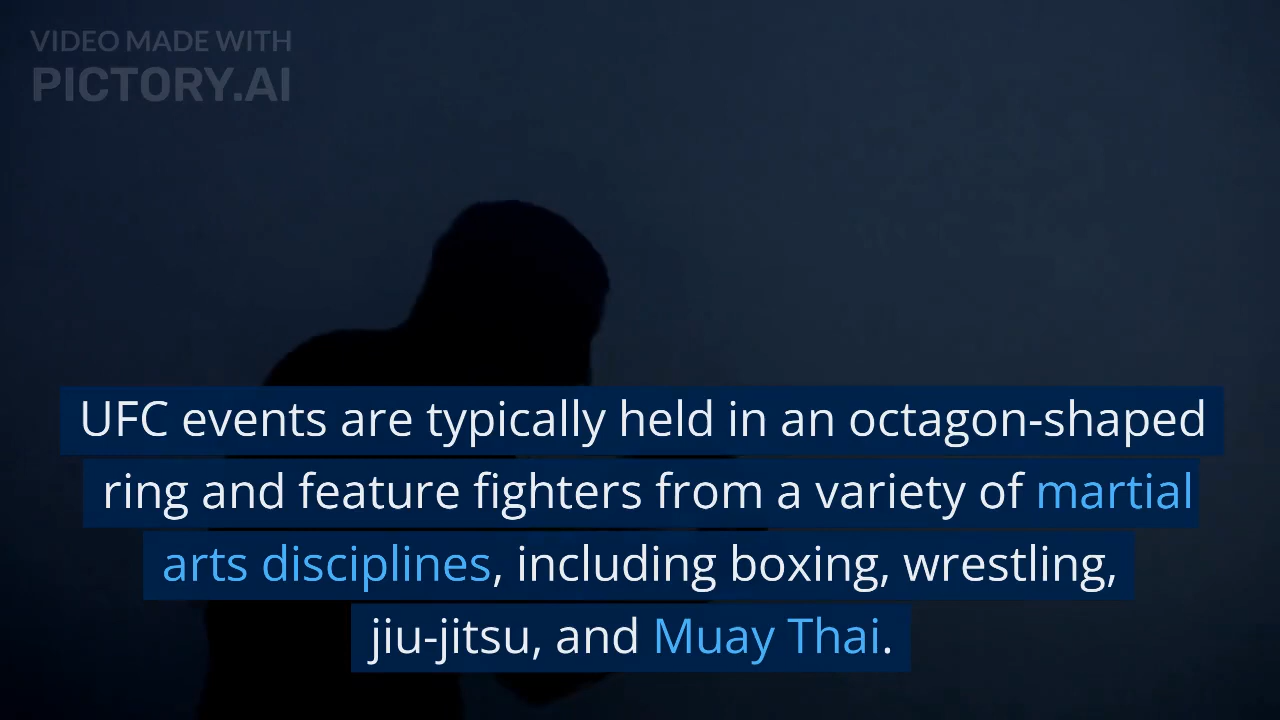 VIDEO MADE WITH
PICTORY.AI
UFC events are typically held in an octagon-shaped
ring and feature fighters from a variety of martial
arts disciplines, including boxing, wrestling,
jiu-jitsu, and Muay Thai.